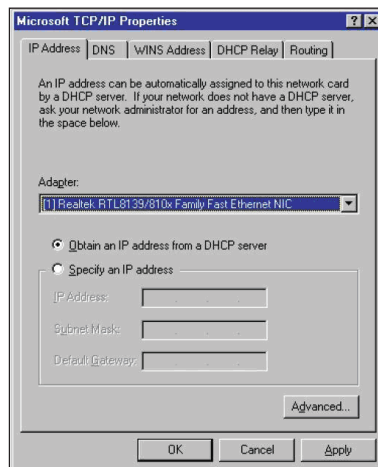 Microsoft TCP/IP Properties
IP Address DNS WINS Address DHCP Relay Routing
An IP address can be automatically assigned to this network card
by a DHCP server. If your network does not have a DHCP server,
ask your network administrator for an address, and then type it in
the space below.
Adapter:
[1] Realtek RTL8139/810x Family Fast Ethernet NIC
Obtain an IP address from a DHCP server
Specify an IP address
IP Address:
Subnet Mask:
Default Gateway:
Advanced...
OK Cancel Apply